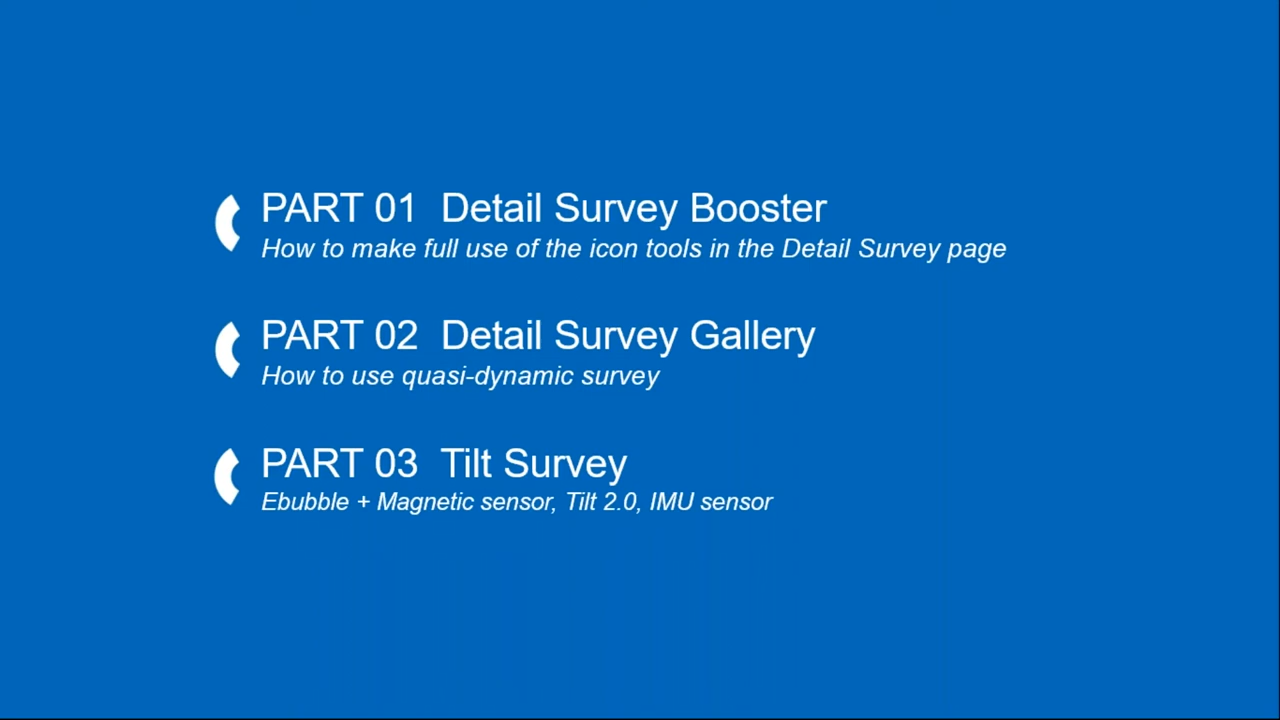 PART 01 Detail Survey Booster
How to make full use of the icon tools in the Detail Survey page
PART 02 Detail Survey Gallery
How to use quasi-dynamic survey
PART 03 Tilt Survey
Ebubble + Magnetic sensor, Tilt 2.0, IMU sensor